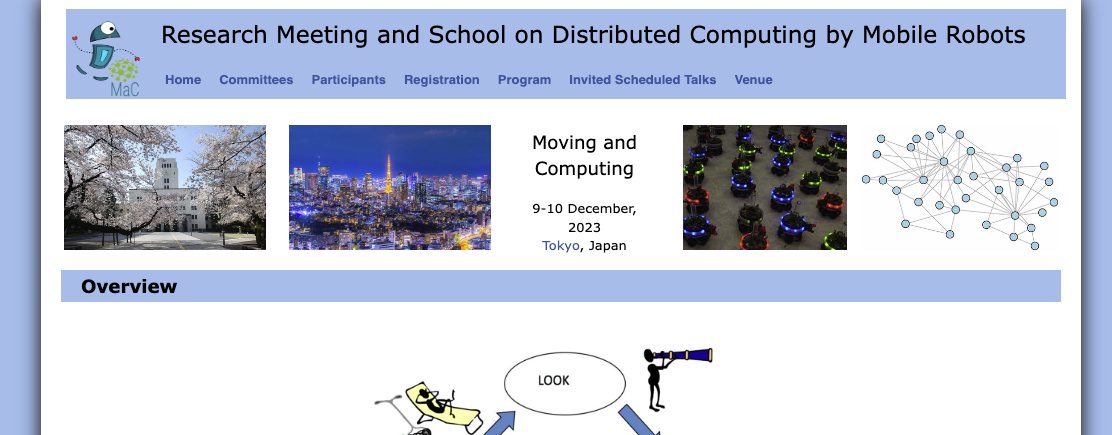 Research Meeting and School on Distributed Computing by Mobile Robots
MaC
Home Committees Participants Registration Program Invited Scheduled Talks Venue
Moving and
Computing
9-10 December,
2023
Tokyo, Japan
Overview
LOOK